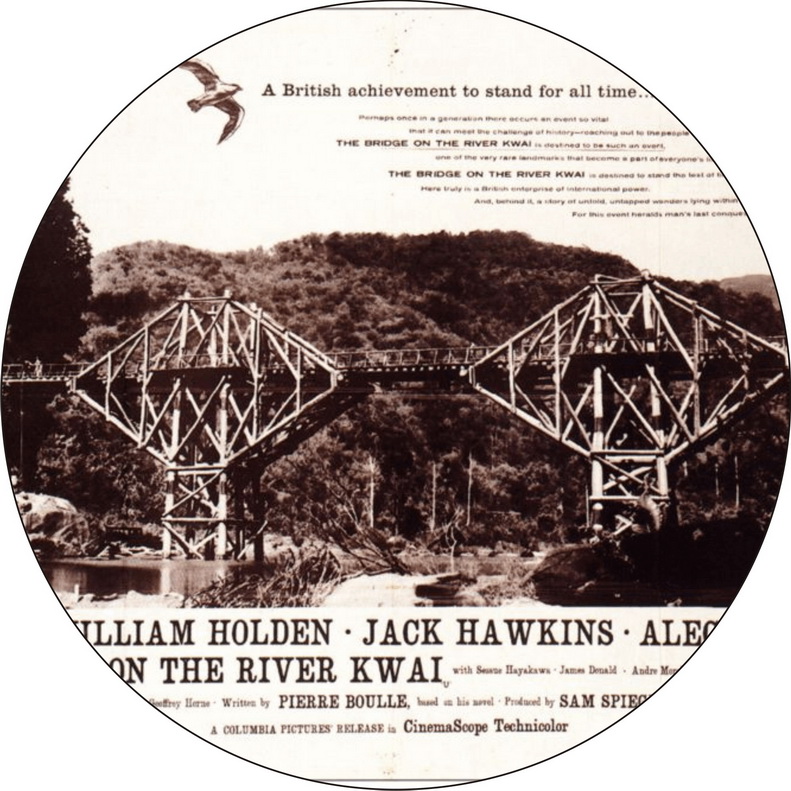 A British achievement to stand for all time...
Perhaps once in a generation there occurs an event so vital
that it can meet the challenge of history—reaching out to the people
THE BRIDGE ON THE RIVER KWAI is destined to be such an event,
one of the very rare landmarks that become a part of everyone's
THE BRIDGE ON THE RIVER KWAI is destined to stand the test of
Here truly is a British enterprise of international power.
And, behind it, a story of untold, untapped wonders lying within
For this event heralds man's last
ILLIAM HOLDEN · JACK HAWKINS · ALEC
ON THE RIVER KWAI, with Sessue Hayakawa · James Donald · Andre Mor
Geoffrey Horne · Written by PIERRE BOULLE, based on his novel · Produced by SAM SPIEG
A COLUMBIA PICTURES' RELEASE in CinemaScope Technicolor